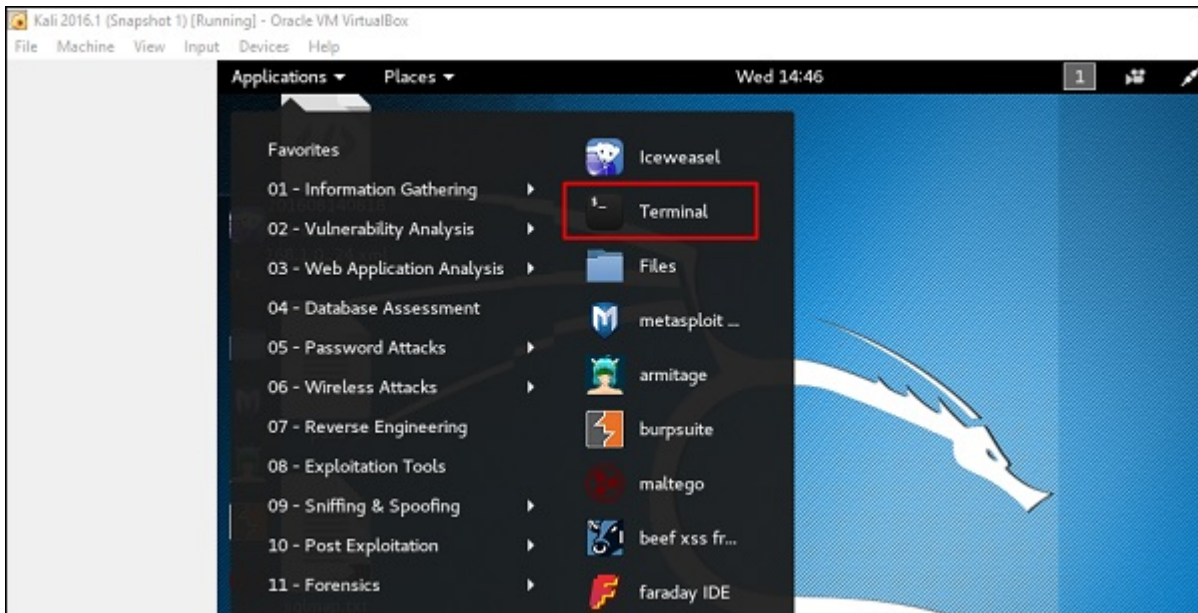 Kali 2016.1 (Snapshot 1) [Running] - Oracle VM VirtualBox
File Machine View Input Devices Help
Applications Places Wed 14:46 1
Favorites
01 - Information Gathering
02 - Vulnerability Analysis
03 - Web Application Analysis
04 - Database Assessment
05 - Password Attacks
06 - Wireless Attacks
07 - Reverse Engineering
08 - Exploitation Tools
09 - Sniffing & Spoofing
10 - Post Exploitation
11 - Forensics
Iceweasel
$_
Terminal
Files
metasploit ...
armitage
burpsuite
maltego
beef xss fr...
faraday IDE